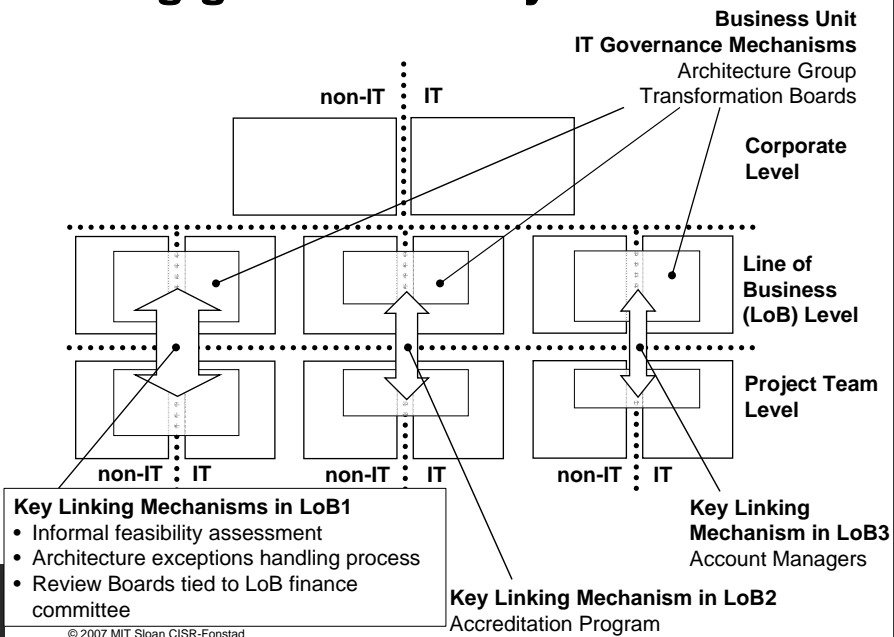 Business Unit
IT Governance Mechanisms
Architecture Group
Transformation Boards
non-IT IT
Corporate
Level
Line of
Business
(LoB) Level
Project Team
Level
non-IT IT
non-IT IT
non-IT IT
Key Linking Mechanisms in LoB1
• Informal feasibility assessment
• Architecture exceptions handling process
• Review Boards tied to LoB finance
committee
Key Linking
Mechanism in LoB3
Account Managers
Key Linking Mechanism in LoB2
Accreditation Program
© 2007 MIT Sloan CISR-Fonstad